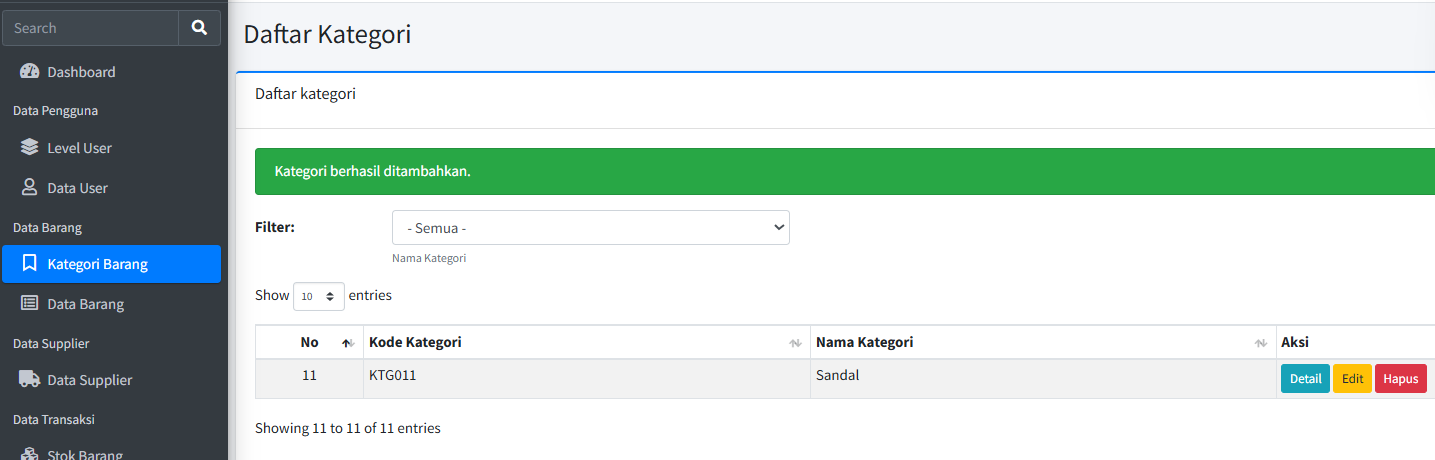 Search
Dashboard
Data Pengguna
Level User
Data User
Data Barang
Kategori Barang
Data Barang
Data Supplier
Data Supplier
Data Transaksi
Stok Barang
Daftar Kategori
Daftar kategori
Kategori berhasil ditambahkan.
Filter: - Semua -
Nama Kategori
Show 10 entries
No Kode Kategori Nama Kategori Aksi
11 KTG011 Sandal Detail Edit Hapus
Showing 11 to 11 of 11 entries